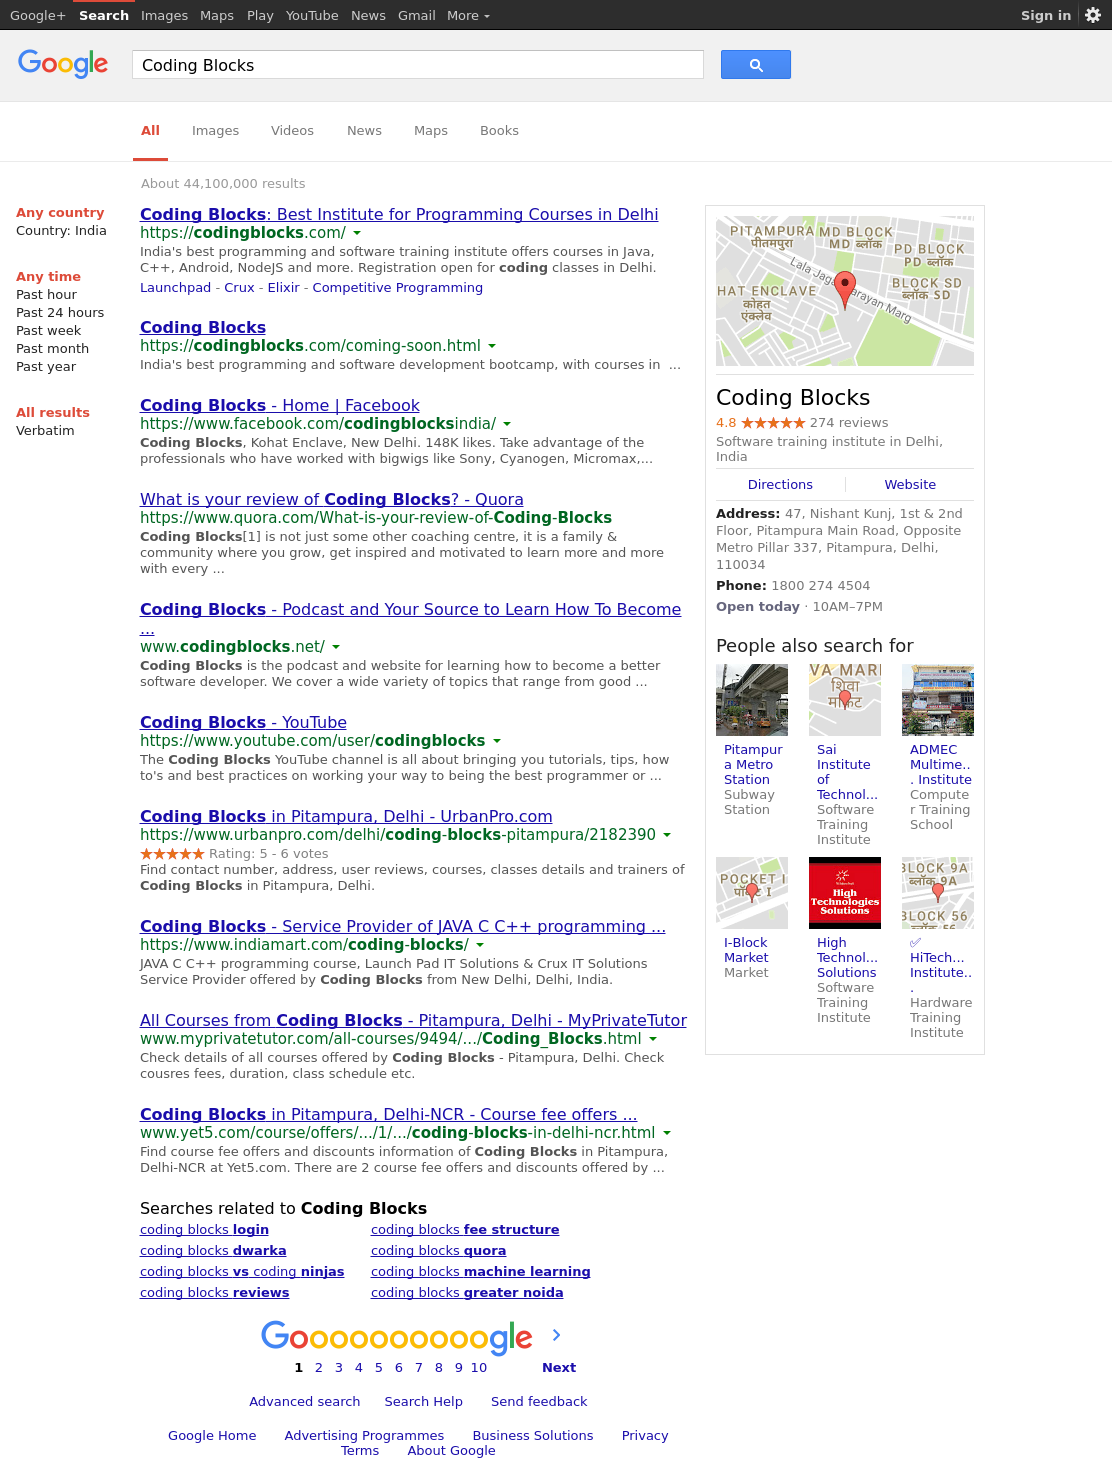 Google+ Search Images Maps Play YouTube News Gmail More Sign in
Google Coding Blocks
All Images Videos News Maps Books
About 44,100,000 results
Any country
Country: India
Any time
Past hour
Past 24 hours
Past week
Past month
Past year
All results
Verbatim
Coding Blocks: Best Institute for Programming Courses in Delhi
https://codingblocks.com/
India's best programming and software training institute offers courses in Java,
C++, Android, NodeJS and more. Registration open for coding classes in Delhi.
Launchpad - Crux - Elixir - Competitive Programming
Coding Blocks
https://codingblocks.com/coming-soon.html
India's best programming and software development bootcamp, with courses in ...
Coding Blocks - Home | Facebook
https://www.facebook.com/codingblocksindia/
Coding Blocks, Kohat Enclave, New Delhi. 148K likes. Take advantage of the
professionals who have worked with bigwigs like Sony, Cyanogen, Micromax,...
What is your review of Coding Blocks? - Quora
https://www.quora.com/What-is-your-review-of-Coding-Blocks
Coding Blocks[1] is not just some other coaching centre, it is a family &
community where you grow, get inspired and motivated to learn more and more
with every ...
Coding Blocks - Podcast and Your Source to Learn How To Become
...
www.codingblocks.net/
Coding Blocks is the podcast and website for learning how to become a better
software developer. We cover a wide variety of topics that range from good ...
Coding Blocks - YouTube
https://www.youtube.com/user/codingblocks
The Coding Blocks YouTube channel is all about bringing you tutorials, tips, how
to's and best practices on working your way to being the best programmer or ...
Coding Blocks in Pitampura, Delhi - UrbanPro.com
https://www.urbanpro.com/delhi/coding-blocks-pitampura/2182390
Rating: 5 - 6 votes
Find contact number, address, user reviews, courses, classes details and trainers of
Coding Blocks in Pitampura, Delhi.
Coding Blocks - Service Provider of JAVA C C++ programming ...
https://www.indiamart.com/coding-blocks/
JAVA C C++ programming course, Launch Pad IT Solutions & Crux IT Solutions
Service Provider offered by Coding Blocks from New Delhi, Delhi, India.
All Courses from Coding Blocks - Pitampura, Delhi - MyPrivateTutor
www.myprivatetutor.com/all-courses/9494/.../Coding_Blocks.html
Check details of all courses offered by Coding Blocks - Pitampura, Delhi. Check
cousres fees, duration, class schedule etc.
Coding Blocks in Pitampura, Delhi-NCR - Course fee offers ...
www.yet5.com/course/offers/.../1/.../coding-blocks-in-delhi-ncr.html
Find course fee offers and discounts information of Coding Blocks in Pitampura,
Delhi-NCR at Yet5.com. There are 2 course fee offers and discounts offered by ...
PITAMPURA
पीतमपुरा
MD BLOCK
MD ब्लॉक
PD BLOCK
PD ब्लॉक
Lala Jaga arayan Marg
HAT ENCLAVE
कोहत
एंक्लेव
BLOCK SD
ब्लॉक SD
Coding Blocks
4.8 274 reviews
Software training institute in Delhi,
India
Directions Website
Address: 47, Nishant Kunj, 1st & 2nd
Floor, Pitampura Main Road, Opposite
Metro Pillar 337, Pitampura, Delhi,
110034
Phone: 1800 274 4504
Open today · 10AM–7PM
People also search for
VA MARK
शिवा
Pitampur
a Metro
Station
Subway
Station
Sai
Institute
of
Technol...
Software
Training
Institute
ADMEC
Multime..
. Institute
Compute
r Training
School
POCKET I
BLOCK 9A
ब्लॉक 9A
BLOCK 56
High
Technologies
Solutions
I-Block
Market
Market
High
Technol...
Solutions
Software
Training
Institute
✅
HiTech...
Institute..
.
Hardware
Training
Institute
Searches related to Coding Blocks
coding blocks login coding blocks fee structure
coding blocks dwarka coding blocks quora
coding blocks vs coding ninjas coding blocks machine learning
coding blocks reviews coding blocks greater noida
Goooooooooogle
1 2 3 4 5 6 7 8 9 10 Next
Advanced search Search Help Send feedback
Google Home Advertising Programmes Business Solutions Privacy
Terms About Google